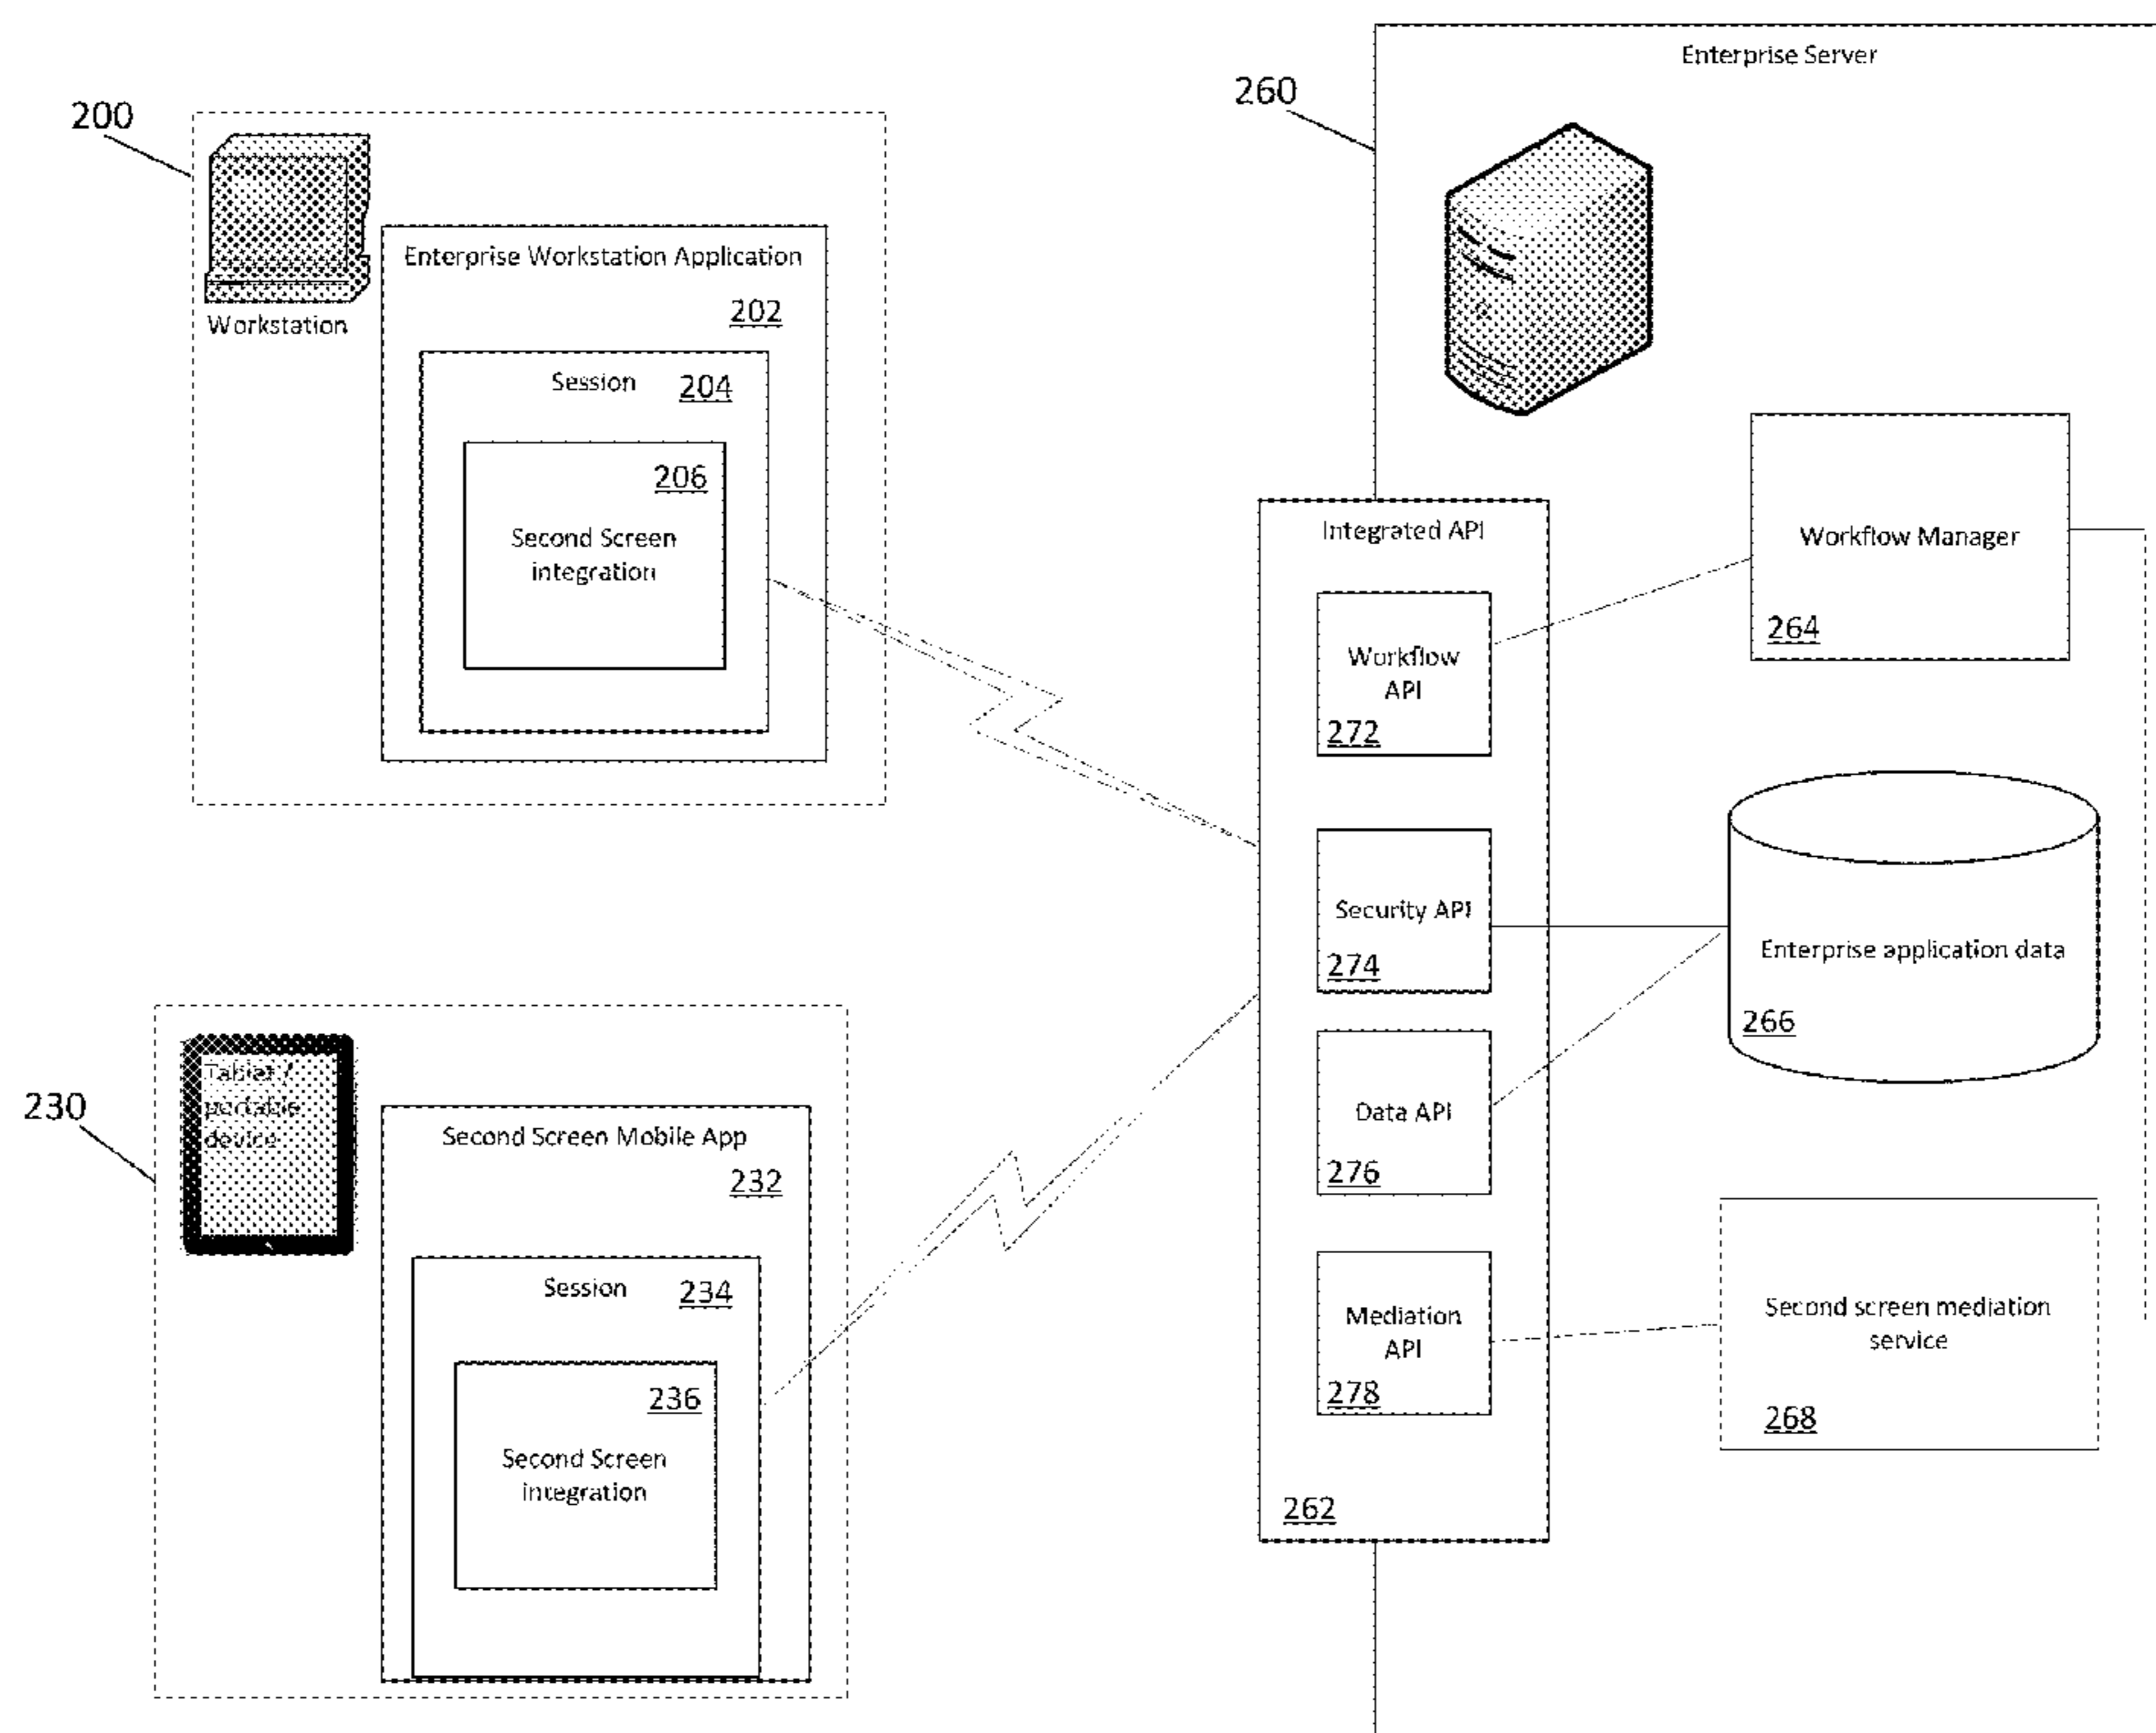 200
Workstation
Enterprise Workstation Application
202
Session
204
206
Second Screen
integration
230
Tablet /
portable
device
Second Screen Mobile App
232
Session
234
236
Second Screen
integration
260
Enterprise Server
Integrated API
Workflow
API
272
Security API
274
Data API
276
Mediation
API
278
262
Workflow Manager
264
Enterprise application data
266
Second screen mediation
service
268